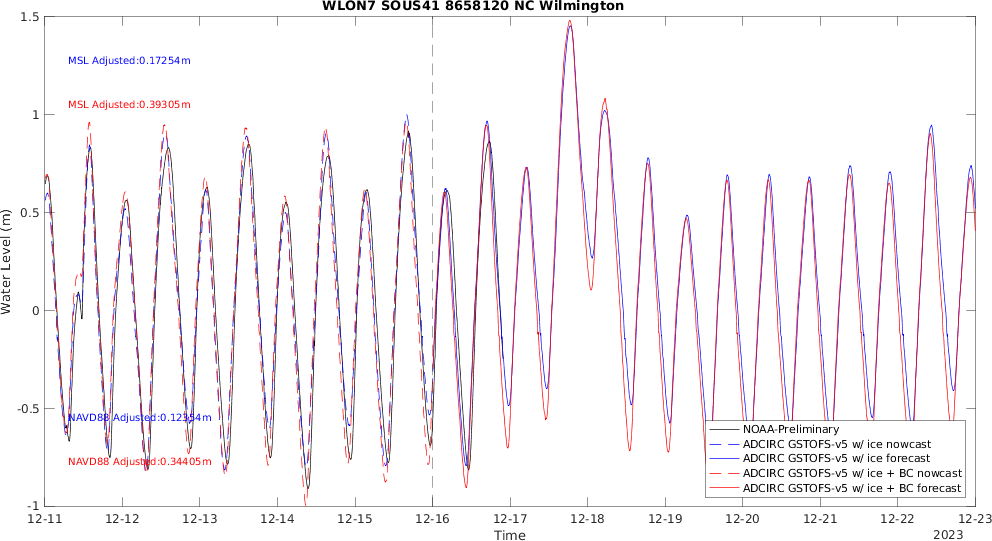 WLON7 SOUS41 8658120 NC Wilmington
1.5
MSL Adjusted:0.17254m
MSL Adjusted:0.39305m
1
0.5
Water Level (m)
0
-0.5
NAVD88 Adjusted:0.12354m
NAVD88 Adjusted:0.34405m
-1
NOAA-Preliminary
ADCIRC GSTOFS-v5 w/ ice nowcast
ADCIRC GSTOFS-v5 w/ ice forecast
ADCIRC GSTOFS-v5 w/ ice + BC nowcast
ADCIRC GSTOFS-v5 w/ ice + BC forecast
12-11 12-12 12-13 12-14 12-15 12-16 12-17 12-18 12-19 12-20 12-21 12-22 12-23
Time
2023